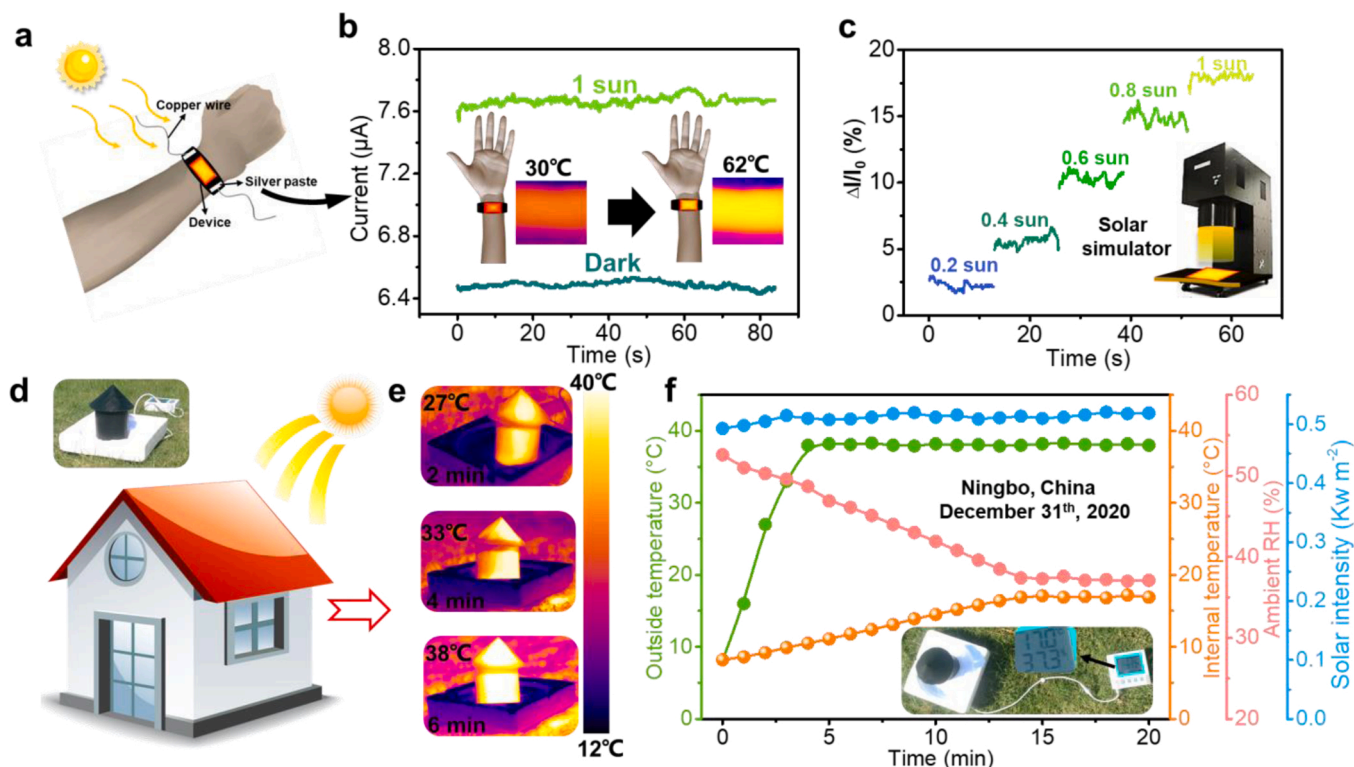 a
Copper wire
Silver paste
Device
b
8.0
7.6
7.2
6.8
6.4
Current (μA)
1 sun
30℃
62℃
Dark
0
20
40
60
80
Time (s)
c
20
15
10
5
0
ΔI/I₀ (%)
0.2 sun
0.4 sun
0.6 sun
0.8 sun
1 sun
Solar
simulator
0
20
40
60
Time (s)
d
e
27℃
2 min
33℃
4 min
38℃
6 min
40℃
12℃
f
40
30
20
10
0
Outside temperature (°C)
Ningbo, China
December 31ᵗʰ, 2020
17.0
37.3
0
5
10
15
20
Time (min)
40
30
20
10
0
Internal temperature (°C)
60
50
40
30
20
Ambient RH (%)
0.5
0.4
0.3
0.2
0.1
0.0
Solar intensity (Kw m⁻²)